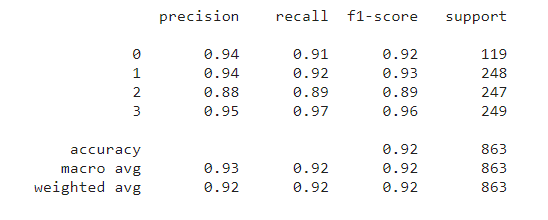 precision recall f1-score support
0 0.94 0.91 0.92 119
1 0.94 0.92 0.93 248
2 0.88 0.89 0.89 247
3 0.95 0.97 0.96 249
accuracy 0.92 863
macro avg 0.93 0.92 0.92 863
weighted avg 0.92 0.92 0.92 863